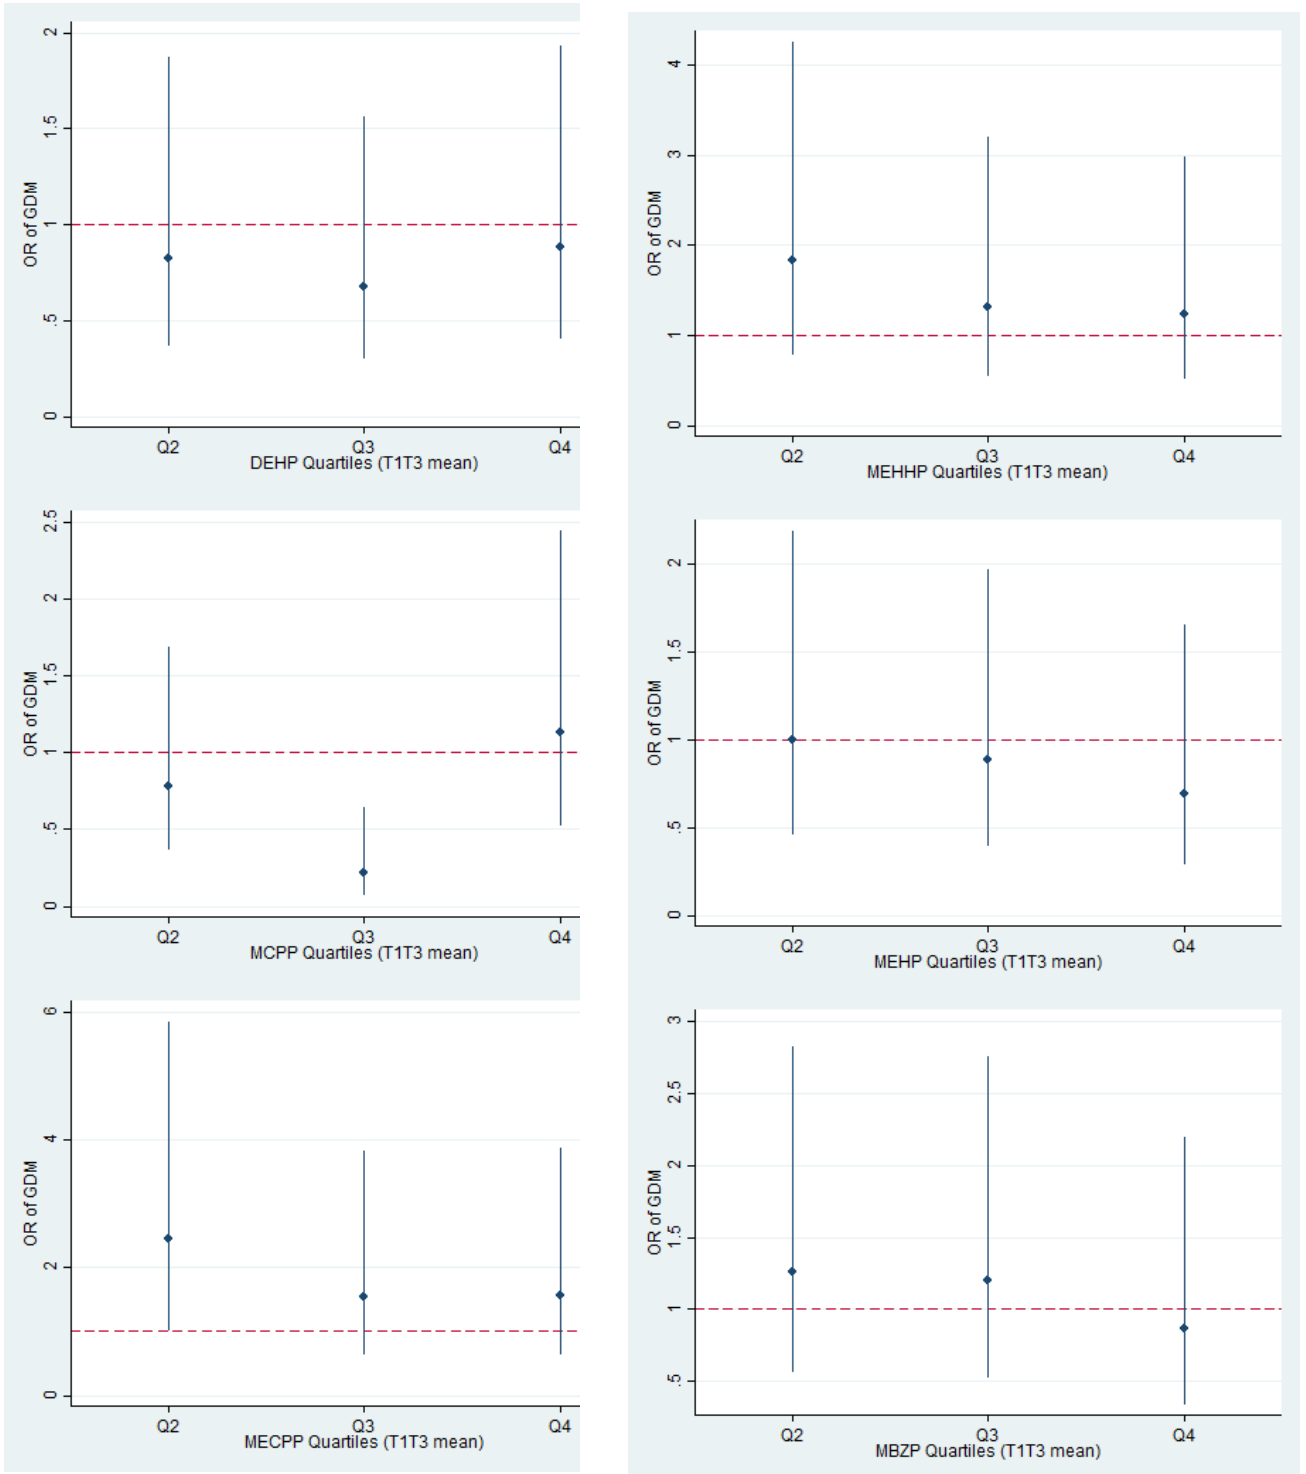 2
1.5
1
.5
0
OR of GDM
Q2 Q3 Q4
DEHP Quartiles (T1T3 mean)
4
3
2
1
0
OR of GDM
Q2 Q3 Q4
MEHHP Quartiles (T1T3 mean)
2.5
2
1.5
1
.5
0
OR of GDM
Q2 Q3 Q4
MCPP Quartiles (T1T3 mean)
2
1.5
1
.5
0
OR of GDM
Q2 Q3 Q4
MEHP Quartiles (T1T3 mean)
6
4
2
0
OR of GDM
Q2 Q3 Q4
MECPP Quartiles (T1T3 mean)
3
2.5
2
1.5
1
.5
OR of GDM
Q2 Q3 Q4
MBZP Quartiles (T1T3 mean)